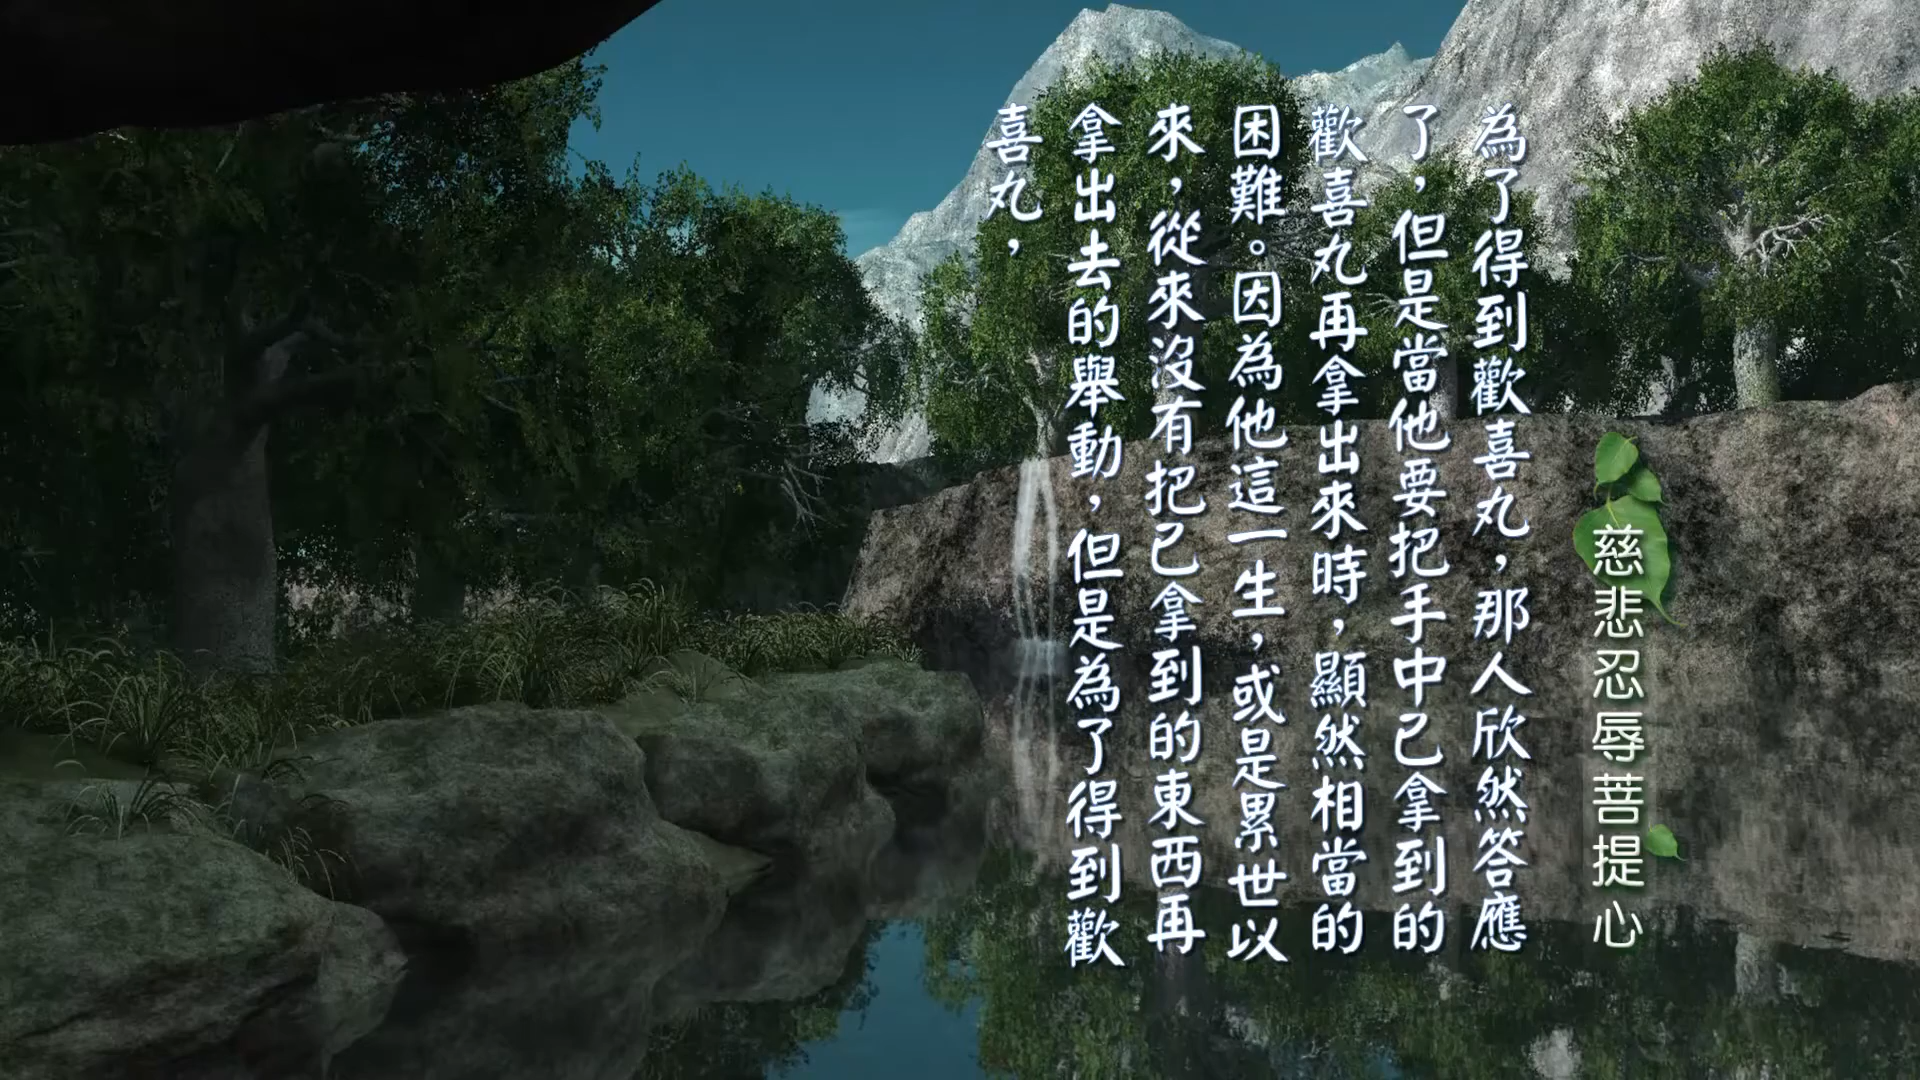 慈悲忍辱菩提心
為了得到歡喜丸，那人欣然答應
了，但是當他要把手中已拿到的
歡喜丸再拿出來時，顯然相當的
困難。因為他這一生，或是累世以
來，從來沒有把已拿到的東西再
拿出去的舉動，但是為了得到歡
喜丸，